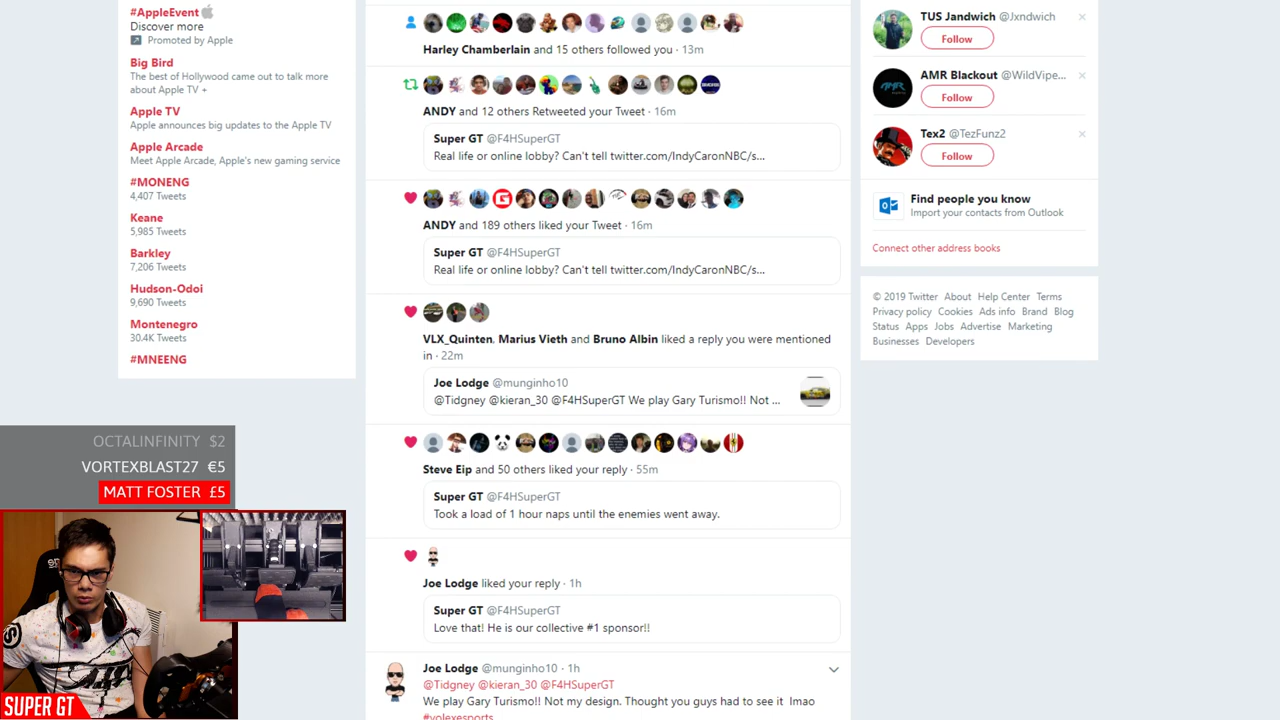 #AppleEvent
Discover more
Promoted by Apple
Big Bird
The best of Hollywood came out to talk more
about Apple TV +
Apple TV
Apple announces big updates to the Apple TV
Apple Arcade
Meet Apple Arcade, Apple's new gaming service
#MONENG
4,407 Tweets
Keane
5,985 Tweets
Barkley
7,206 Tweets
Hudson-Odoi
9,690 Tweets
Montenegro
30.4K Tweets
#MNEENG
Harley Chamberlain and 15 others followed you · 13m
ANDY and 12 others Retweeted your Tweet · 16m
Super GT @F4HSuperGT
Real life or online lobby? Can't tell twitter.com/IndyCaronNBC/s...
ANDY and 189 others liked your Tweet · 16m
Super GT @F4HSuperGT
Real life or online lobby? Can't tell twitter.com/IndyCaronNBC/s...
VLX_Quinten, Marius Vieth and Bruno Albin liked a reply you were mentioned
in · 22m
Joe Lodge @munginho10
@Tidgney @kieran_30 @F4HSuperGT We play Gary Turismo!! Not ...
Steve Eip and 50 others liked your reply · 55m
Super GT @F4HSuperGT
Took a load of 1 hour naps until the enemies went away.
Joe Lodge liked your reply · 1h
Super GT @F4HSuperGT
Love that! He is our collective #1 sponsor!!
Joe Lodge @munginho10 · 1h
@Tidgney @kieran_30 @F4HSuperGT
We play Gary Turismo!! Not my design. Thought you guys had to see it lmao
#volexesports
TUS Jandwich @Jxndwich
Follow
AMR Blackout @WildVipe...
Follow
Tex2 @TezFunz2
Follow
Find people you know
Import your contacts from Outlook
Connect other address books
© 2019 Twitter About Help Center Terms
Privacy policy Cookies Ads info Brand Blog
Status Apps Jobs Advertise Marketing
Businesses Developers
OCTALINFINITY $2
VORTEXBLAST27 €5
MATT FOSTER £5
SUPER GT